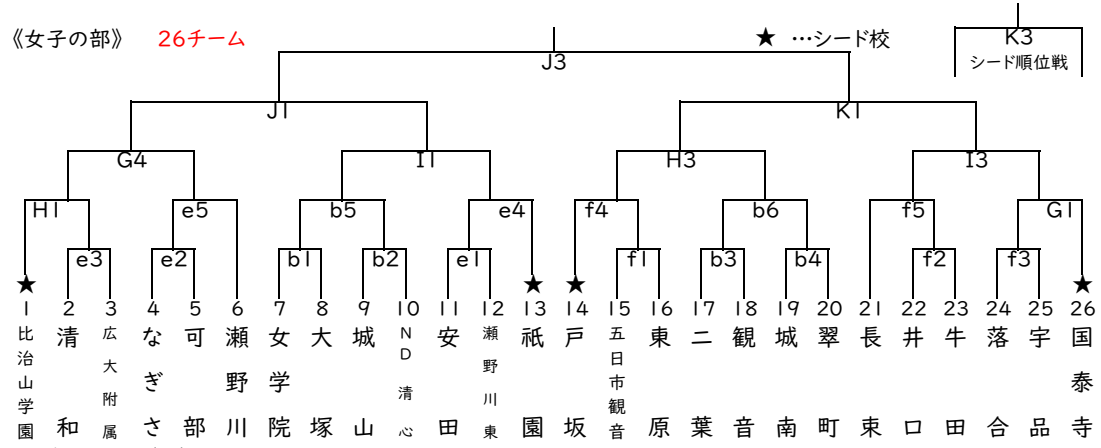 《女子の部》 26チーム ★ …シード校 K3
シード順位戦
J3
J1 K1
G4 I1 H3 I3
H1 e5 b5 e4 f4 b6 f5 G1
e3 e2 b1 b2 e1 f1 b3 b4 f2 f3
★ ★ ★ ★
1 2 3 4 5 6 7 8 9 10 11 12 13 14 15 16 17 18 19 20 21 22 23 24 25 26
比治山学園
清和
広大附属
なぎさ
可部
瀬野川
女学院
大塚
城山
ND清心
安田
瀬野川東
祇園
戸坂
五日市観音
東原
二葉
観音
城南
翠町
長束
井口
牛田
落合
宇品
国泰寺